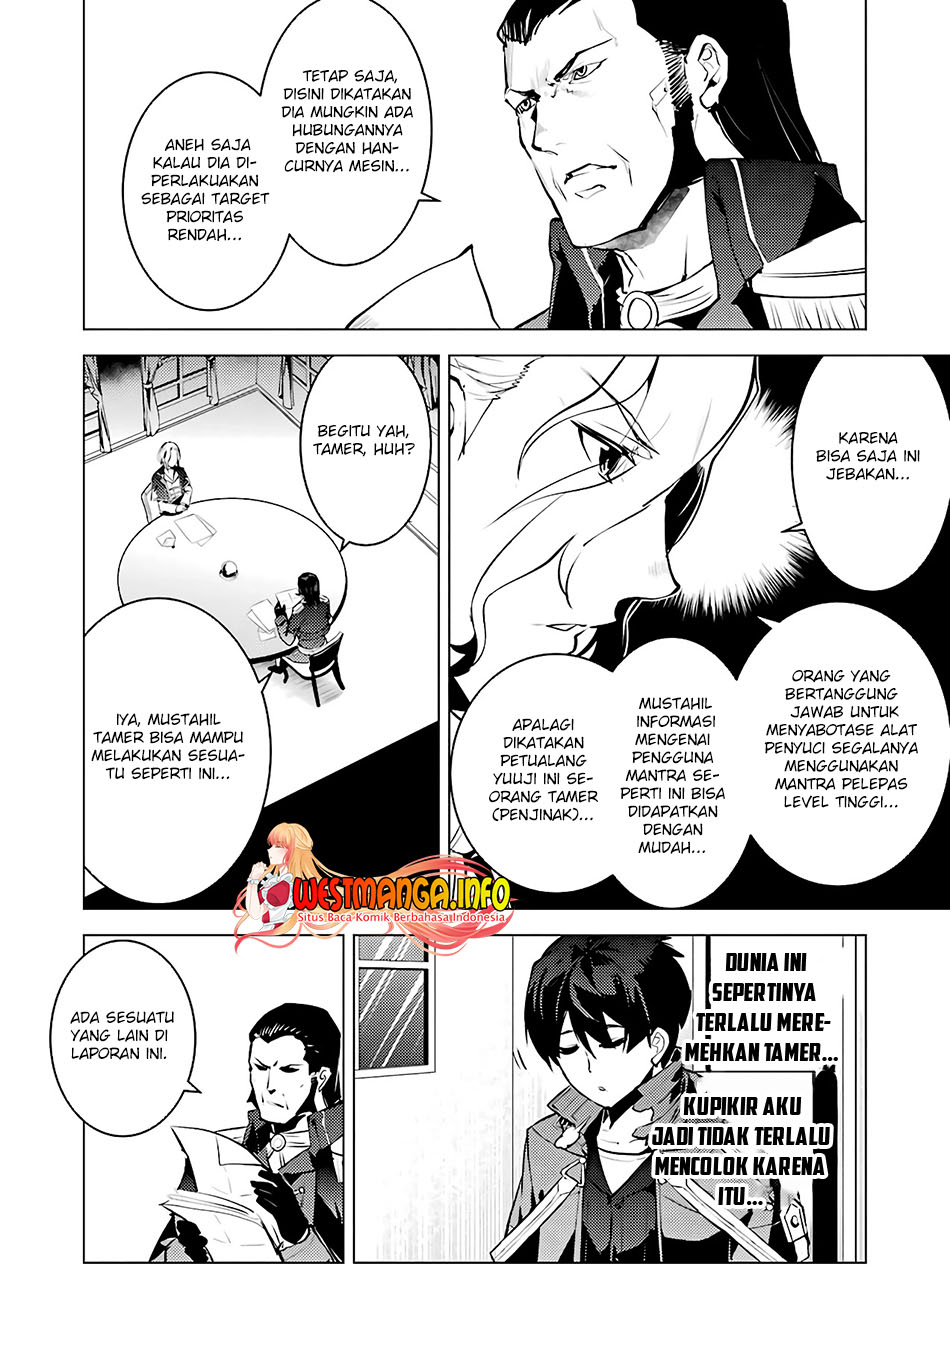 TETAP SAJA,
DISINI DIKATAKAN
DIA MUNGKIN ADA
HUBUNGANNYA
DENGAN HAN-
CURNYA MESIN...
ANEH SAJA
KALAU DIA DI-
PERLAKUAKAN
SEBAGAI TARGET
PRIORITAS
RENDAH...
KARENA
BISA SAJA INI
JEBAKAN...
ORANG YANG
BERTANGGUNG
JAWAB UNTUK
MENYABOTASE ALAT
PENYUCI SEGALANYA
MENGGUNAKAN
MANTRA PELEPAS
LEVEL TINGGI...
MUSTAHIL
INFORMASI
MENGENAI
PENGGUNA
MANTRA SE-
PERTI INI BISA
DIDAPATKAN
DENGAN
MUDAH...
APALAGI
DIKATAKAN
PETUALANG
YUUJI INI SE-
ORANG TAMER
(PENJINAK)...
BEGITU YAH,
TAMER, HUH?
IYA, MUSTAHIL
TAMER BISA MAMPU
MELAKUKAN SESUA-
TU SEPERTI INI...
WESTMANGA.INFO
Situs Baca Komik Berbahasa Indonesia
DUNIA INI
SEPERTINYA
TERLALU MERE-
MEHKAN TAMER...
KUPIKIR AKU
JADI TIDAK TERLALU
MENCOLOK KARENA
ITU...
ADA SESUATU
YANG LAIN DI
LAPORAN INI.